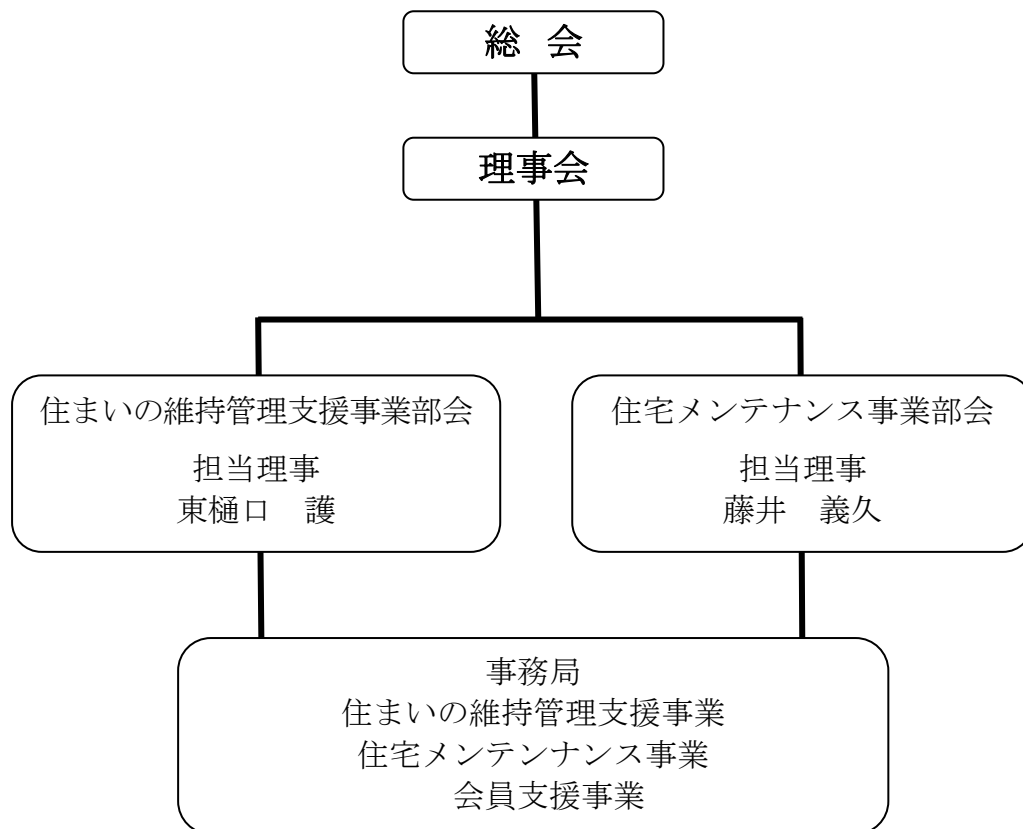 総 会
理事会
住まいの維持管理支援事業部会
担当理事
東樋口　護
住宅メンテナンス事業部会
担当理事
藤井　義久
事務局
住まいの維持管理支援事業
住宅メンテンナンス事業
会員支援事業